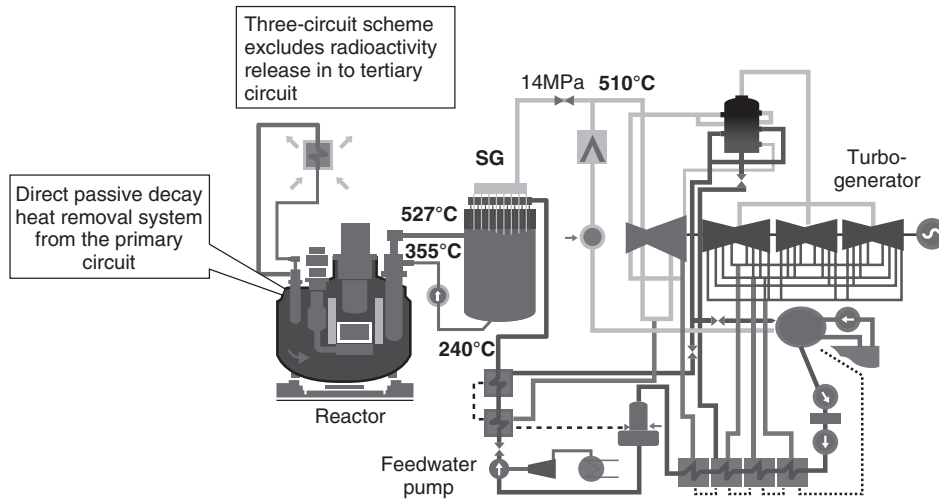 Three-circuit scheme
excludes radioactivity
release in to tertiary
circuit
14MPa
510°C
SG
Turbo-
generator
Direct passive decay
heat removal system
from the primary
circuit
527°C
355°C
240°C
Reactor
Feedwater
pump